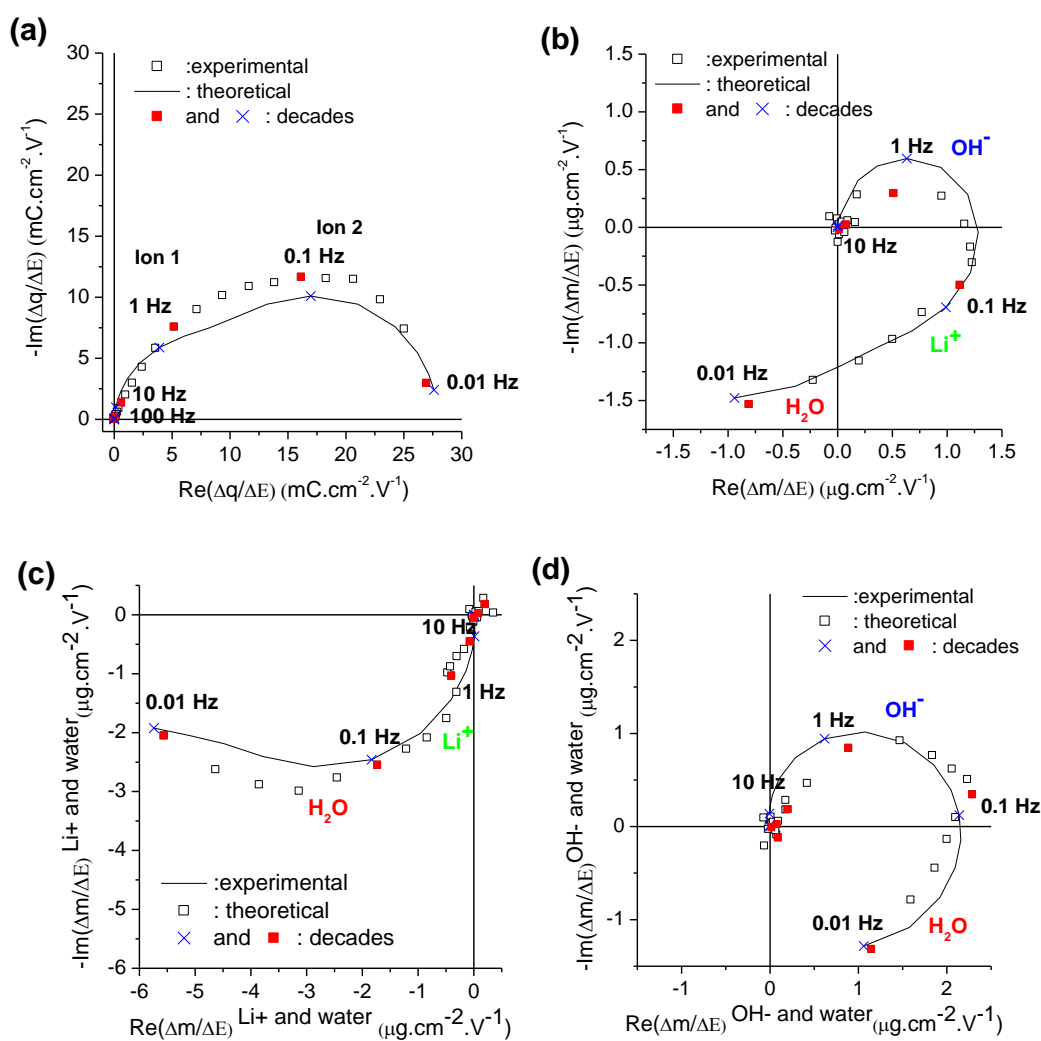 (a)
30
25
20
15
10
5
0
-Im(Δq/ΔE) (mC.cm⁻².V⁻¹)
:experimental
: theoretical
and : decades
Ion 1
Ion 2
0.1 Hz
1 Hz
10 Hz
100 Hz
0.01 Hz
0 5 10 15 20 25 30
Re(Δq/ΔE) (mC.cm⁻².V⁻¹)
(b)
1.5
1.0
0.5
0.0
-0.5
-1.0
-1.5
-Im(Δm/ΔE) (μg.cm⁻².V⁻¹)
:experimental
: theoretical
and : decades
1 Hz
OH⁻
10 Hz
0.1 Hz
Li⁺
0.01 Hz
H₂O
-1.5 -1.0 -0.5 0.0 0.5 1.0 1.5
Re(Δm/ΔE) (μg.cm⁻².V⁻¹)
(c)
0
-1
-2
-3
-4
-5
-6
-Im(Δm/ΔE) Li+ and water (μg.cm⁻².V⁻¹)
10 Hz
1 Hz
0.01 Hz
0.1 Hz
Li⁺
H₂O
:experimental
: theoretical
and : decades
-6 -5 -4 -3 -2 -1 0
Re(Δm/ΔE) Li+ and water (μg.cm-2.V⁻¹)
(d)
2
1
0
-1
-Im(Δm/ΔE) OH- and water (μg.cm⁻².V⁻¹)
:experimental
: theoretical
and : decades
OH⁻
1 Hz
10 Hz
0.1 Hz
0.01 Hz
H₂O
-1 0 1 2
Re(Δm/ΔE) OH- and water (μg.cm-2.V⁻¹)